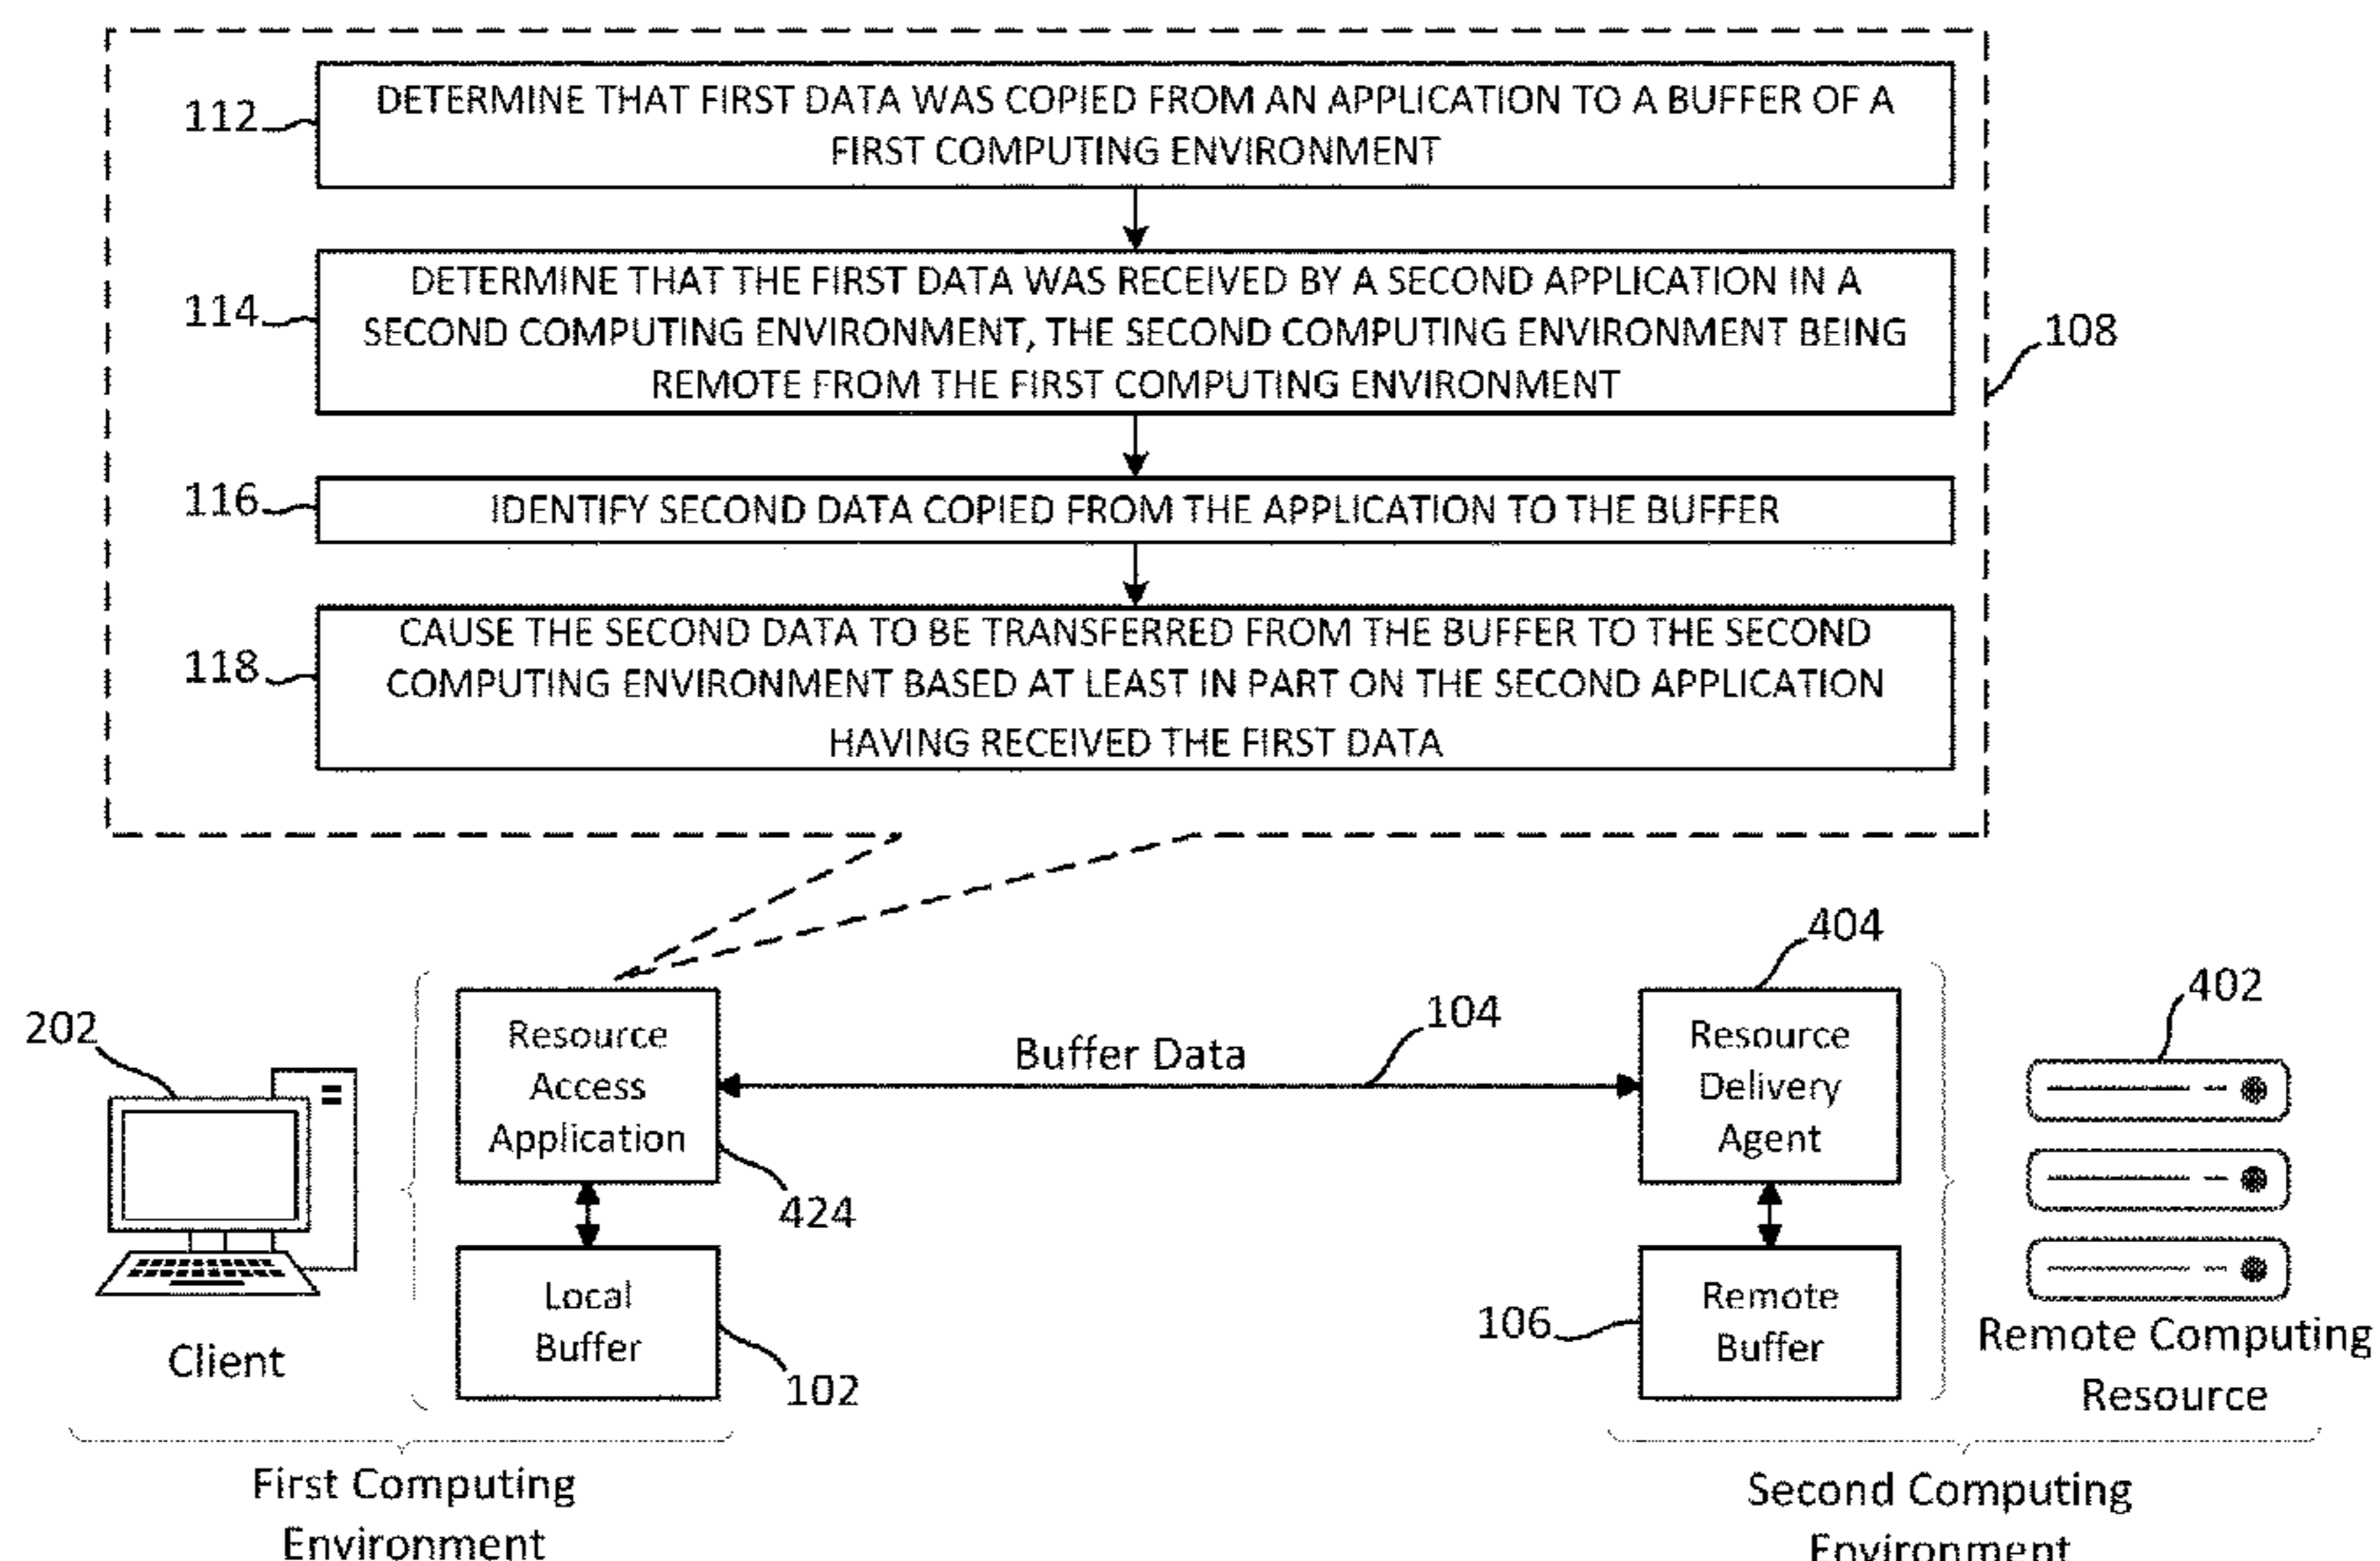 112
DETERMINE THAT FIRST DATA WAS COPIED FROM AN APPLICATION TO A BUFFER OF A
FIRST COMPUTING ENVIRONMENT
114
DETERMINE THAT THE FIRST DATA WAS RECEIVED BY A SECOND APPLICATION IN A
SECOND COMPUTING ENVIRONMENT, THE SECOND COMPUTING ENVIRONMENT BEING
REMOTE FROM THE FIRST COMPUTING ENVIRONMENT
108
116
IDENTIFY SECOND DATA COPIED FROM THE APPLICATION TO THE BUFFER
118
CAUSE THE SECOND DATA TO BE TRANSFERRED FROM THE BUFFER TO THE SECOND
COMPUTING ENVIRONMENT BASED AT LEAST IN PART ON THE SECOND APPLICATION
HAVING RECEIVED THE FIRST DATA
202
Client
Resource
Access
Application
424
Local
Buffer
102
First Computing
Environment
Buffer Data
104
404
Resource
Delivery
Agent
106
Remote
Buffer
402
Remote Computing
Resource
Second Computing
Environment